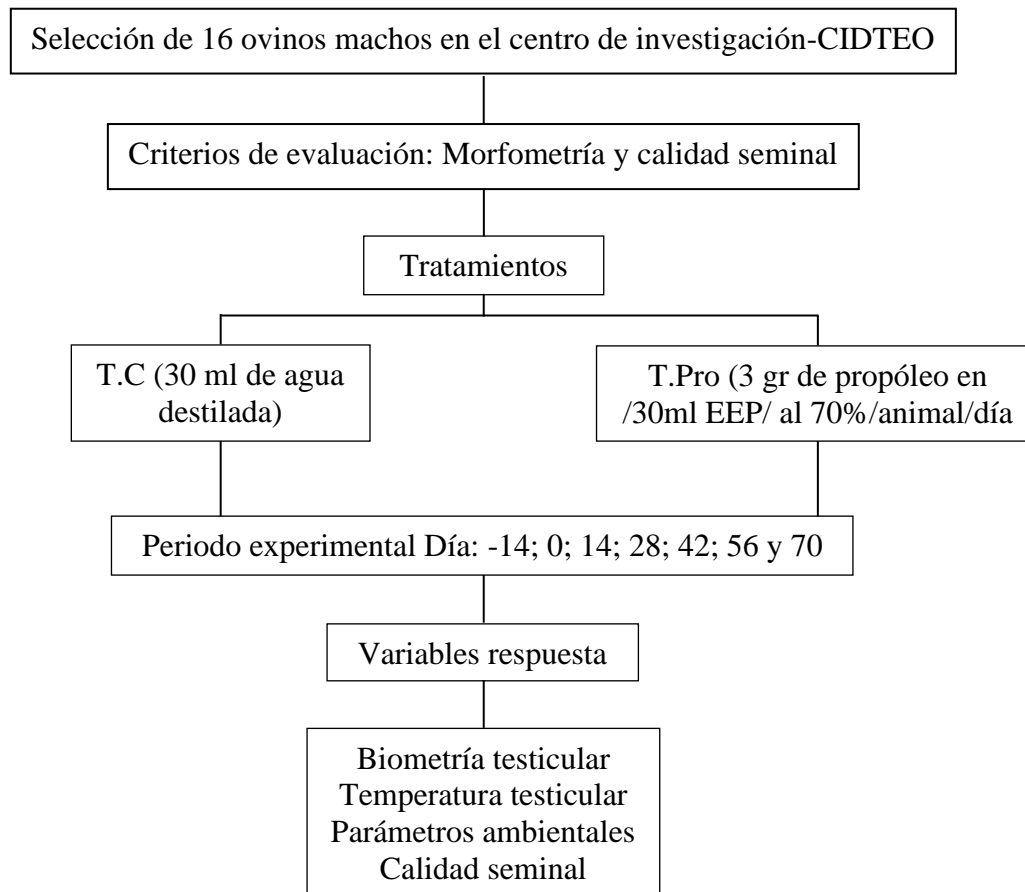 Selección de 16 ovinos machos en el centro de investigación-CIDTEO
Criterios de evaluación: Morfometría y calidad seminal
Tratamientos
T.C (30 ml de agua
destilada)
T.Pro (3 gr de propóleo en
/30ml EEP/ al 70%/animal/día
Periodo experimental Día: -14; 0; 14; 28; 42; 56 y 70
Variables respuesta
Biometría testicular
Temperatura testicular
Parámetros ambientales
Calidad seminal